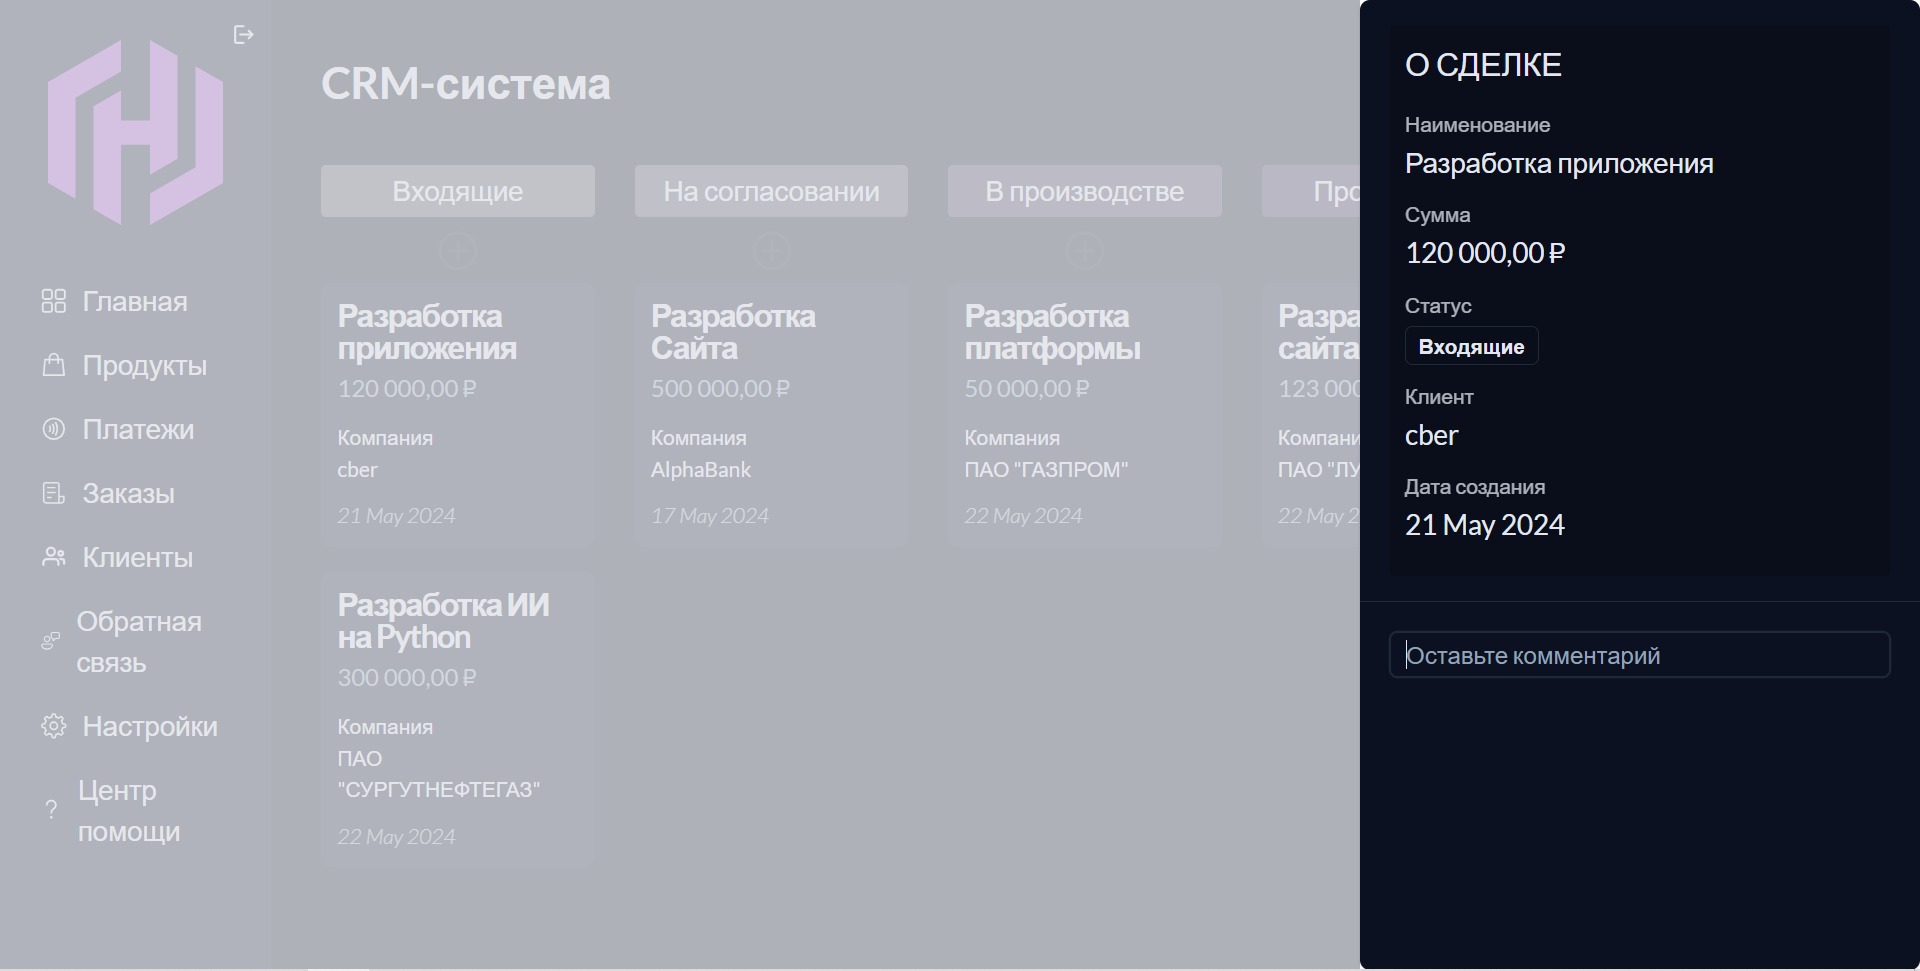 Главная
Продукты
Платежи
Заказы
Клиенты
Обратная
связь
Настройки
Центр
помощи
CRM-система
Входящие
Разработка
приложения
120 000,00 ₽
Компания
cber
21 May 2024
Разработка ИИ
на Python
300 000,00 ₽
Компания
ПАО
"СУРГУТНЕФТЕГАЗ"
22 May 2024
На согласовании
Разработка
Сайта
500 000,00 ₽
Компания
AlphaBank
17 May 2024
В производстве
Разработка
платформы
50 000,00 ₽
Компания
ПАО "ГАЗПРОМ"
22 May 2024
Про
Разра
сайта
123 000
Компани
ПАО "ЛУ
22 May 2
О СДЕЛКЕ
Наименование
Разработка приложения
Сумма
120 000,00 ₽
Статус
Входящие
Клиент
cber
Дата создания
21 May 2024
Оставьте комментарий